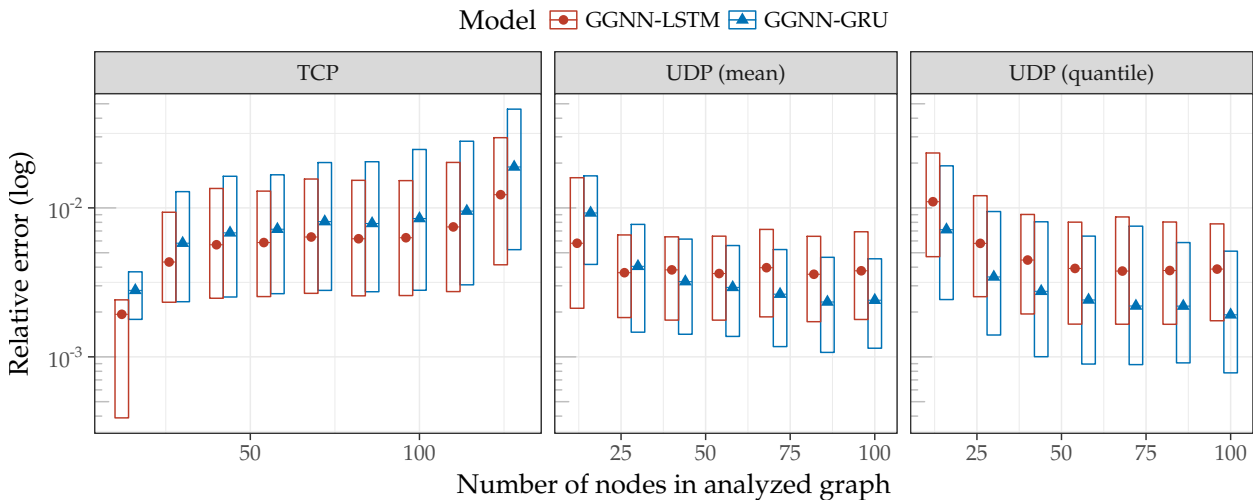 Model GGNN-LSTM GGNN-GRU
TCP UDP (mean) UDP (quantile)
Relative error (log)
10-2
10-3
50 100 25 50 75 100 25 50 75 100
Number of nodes in analyzed graph